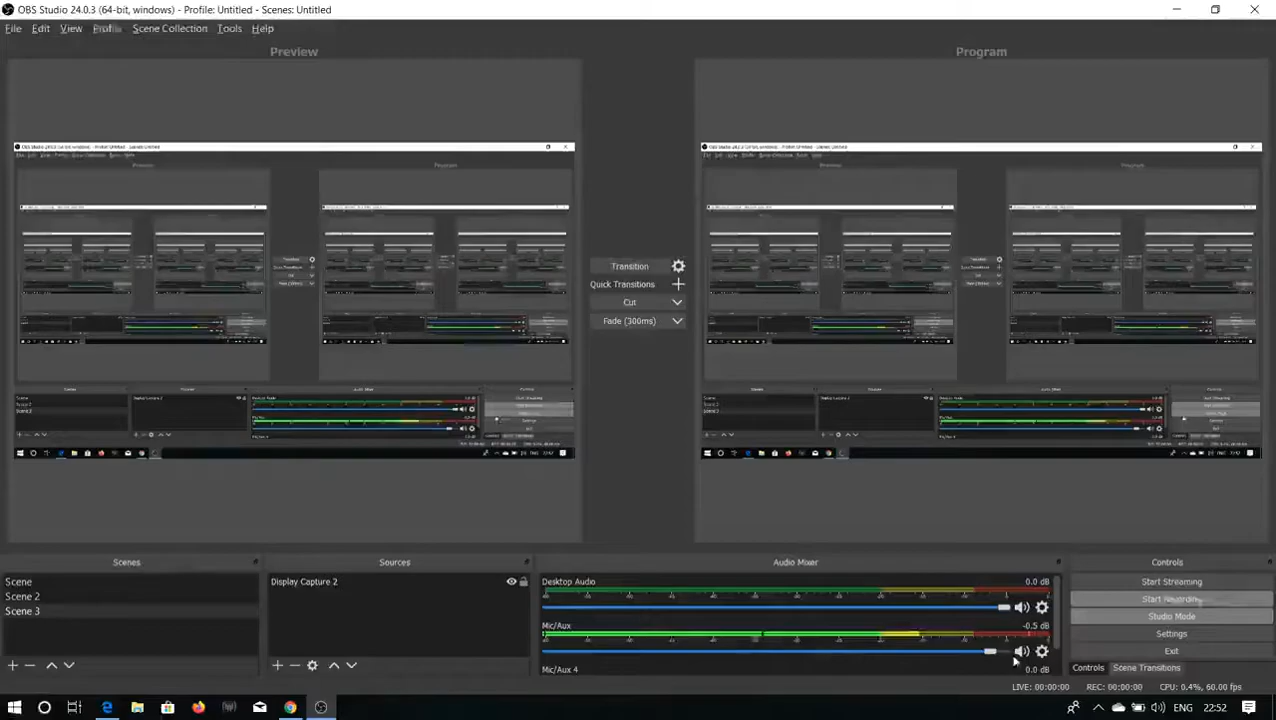 OBS Studio 24.0.3 (64-bit, windows) - Profile: Untitled - Scenes: Untitled
File Edit View Profile Scene Collection Tools Help
Preview Program
Transition
Quick Transitions
Cut
Fade (300ms)
Scenes
Scene
Scene 2
Scene 3
Sources
Display Capture 2
Audio Mixer
Desktop Audio 0.0 dB
Mic/Aux -0.5 dB
Mic/Aux 4 0.0 dB
Controls
Start Streaming
Start Recording
Studio Mode
Settings
Exit
Controls Scene Transitions
LIVE: 00:00:00 REC: 00:00:00 CPU: 0.4%, 60.00 fps
ENG 22:52